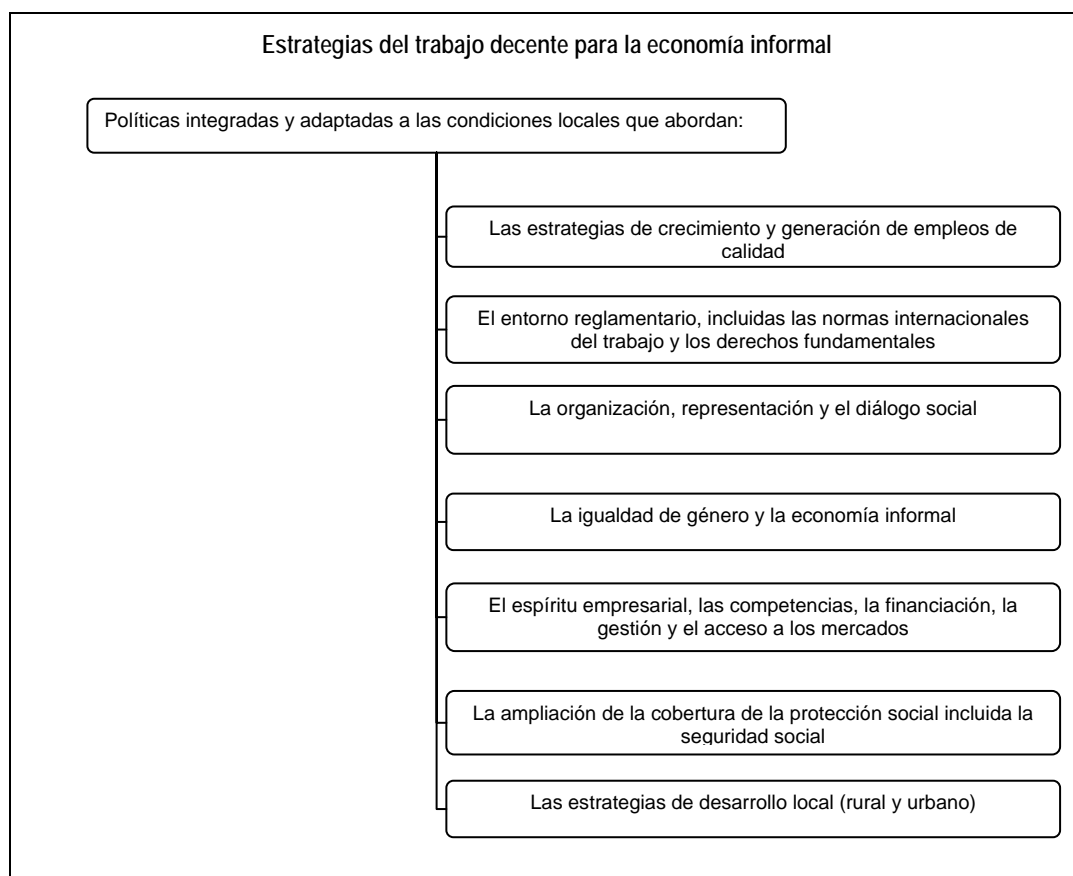 Estrategias del trabajo decente para la economía informal
Políticas integradas y adaptadas a las condiciones locales que abordan:
Las estrategias de crecimiento y generación de empleos de
calidad
El entorno reglamentario, incluidas las normas internacionales
del trabajo y los derechos fundamentales
La organización, representación y el diálogo social
La igualdad de género y la economía informal
El espíritu empresarial, las competencias, la financiación, la
gestión y el acceso a los mercados
La ampliación de la cobertura de la protección social incluida la
seguridad social
Las estrategias de desarrollo local (rural y urbano)